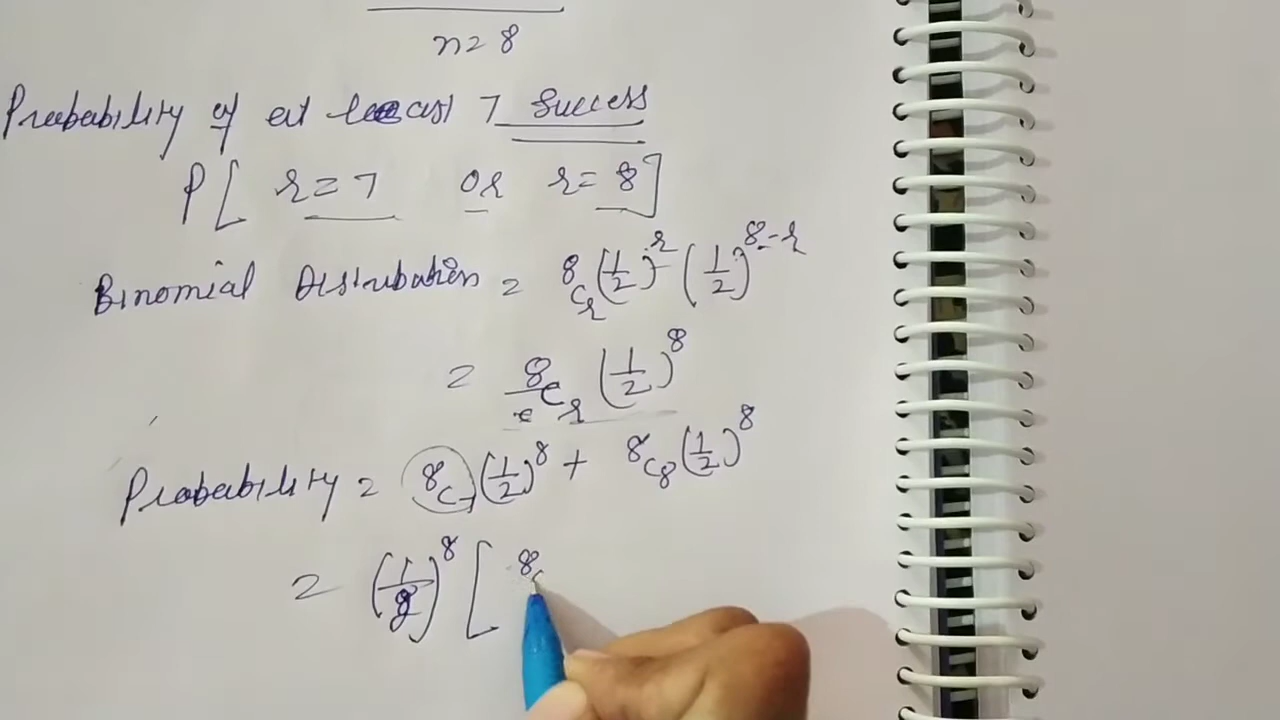 n = 8
Probability of at least 7 Success
P[ r = 7 or r = 8 ]
Binomial Distribution = 8Cr (1/2)^r (1/2)^8-r
= 8Cr (1/2)^8
Probability = 8C7 (1/2)^8 + 8C8 (1/2)^8
= (1/2)^8 [ 8C